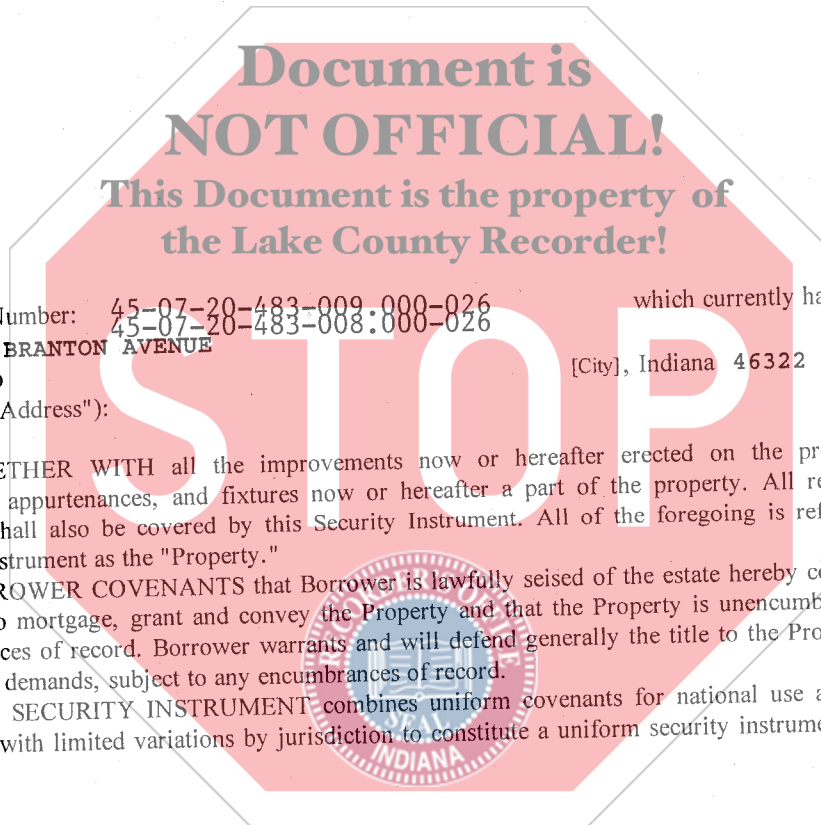 Document is
NOT OFFICIAL!
This Document is the property of
the Lake County Recorder!
Number: 45-07-20-483-009.000-026 which currently ha
45-07-20-483-008.000-026
BRANTON AVENUE
[City], Indiana 46322
Address"):
STOP
ETHER WITH all the improvements now or hereafter erected on the pr
appurtenances, and fixtures now or hereafter a part of the property. All re
hall also be covered by this Security Instrument. All of the foregoing is ref
strument as the "Property."
ROWER COVENANTS that Borrower is lawfully seised of the estate hereby co
o mortgage, grant and convey the Property and that the Property is unencumb
ces of record. Borrower warrants and will defend generally the title to the Pro
demands, subject to any encumbrances of record.
SECURITY INSTRUMENT combines uniform covenants for national use a
with limited variations by jurisdiction to constitute a uniform security instrume
SEAL
INDIANA